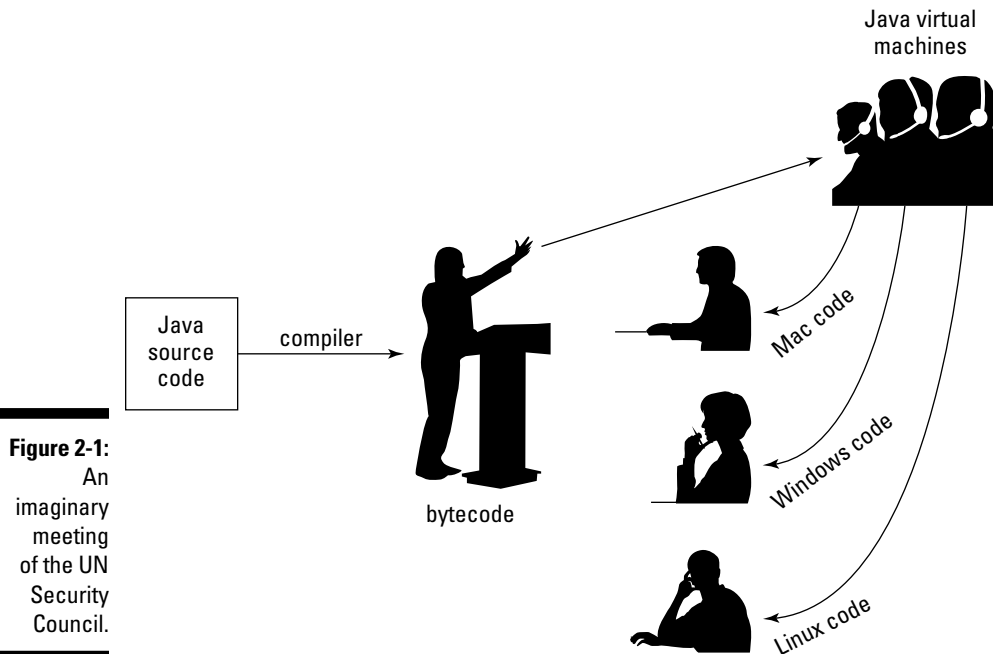 Java virtual
machines
Java
source
code
compiler
bytecode
Mac code
Windows code
Linux code
Figure 2-1:
An
imaginary
meeting
of the UN
Security
Council.